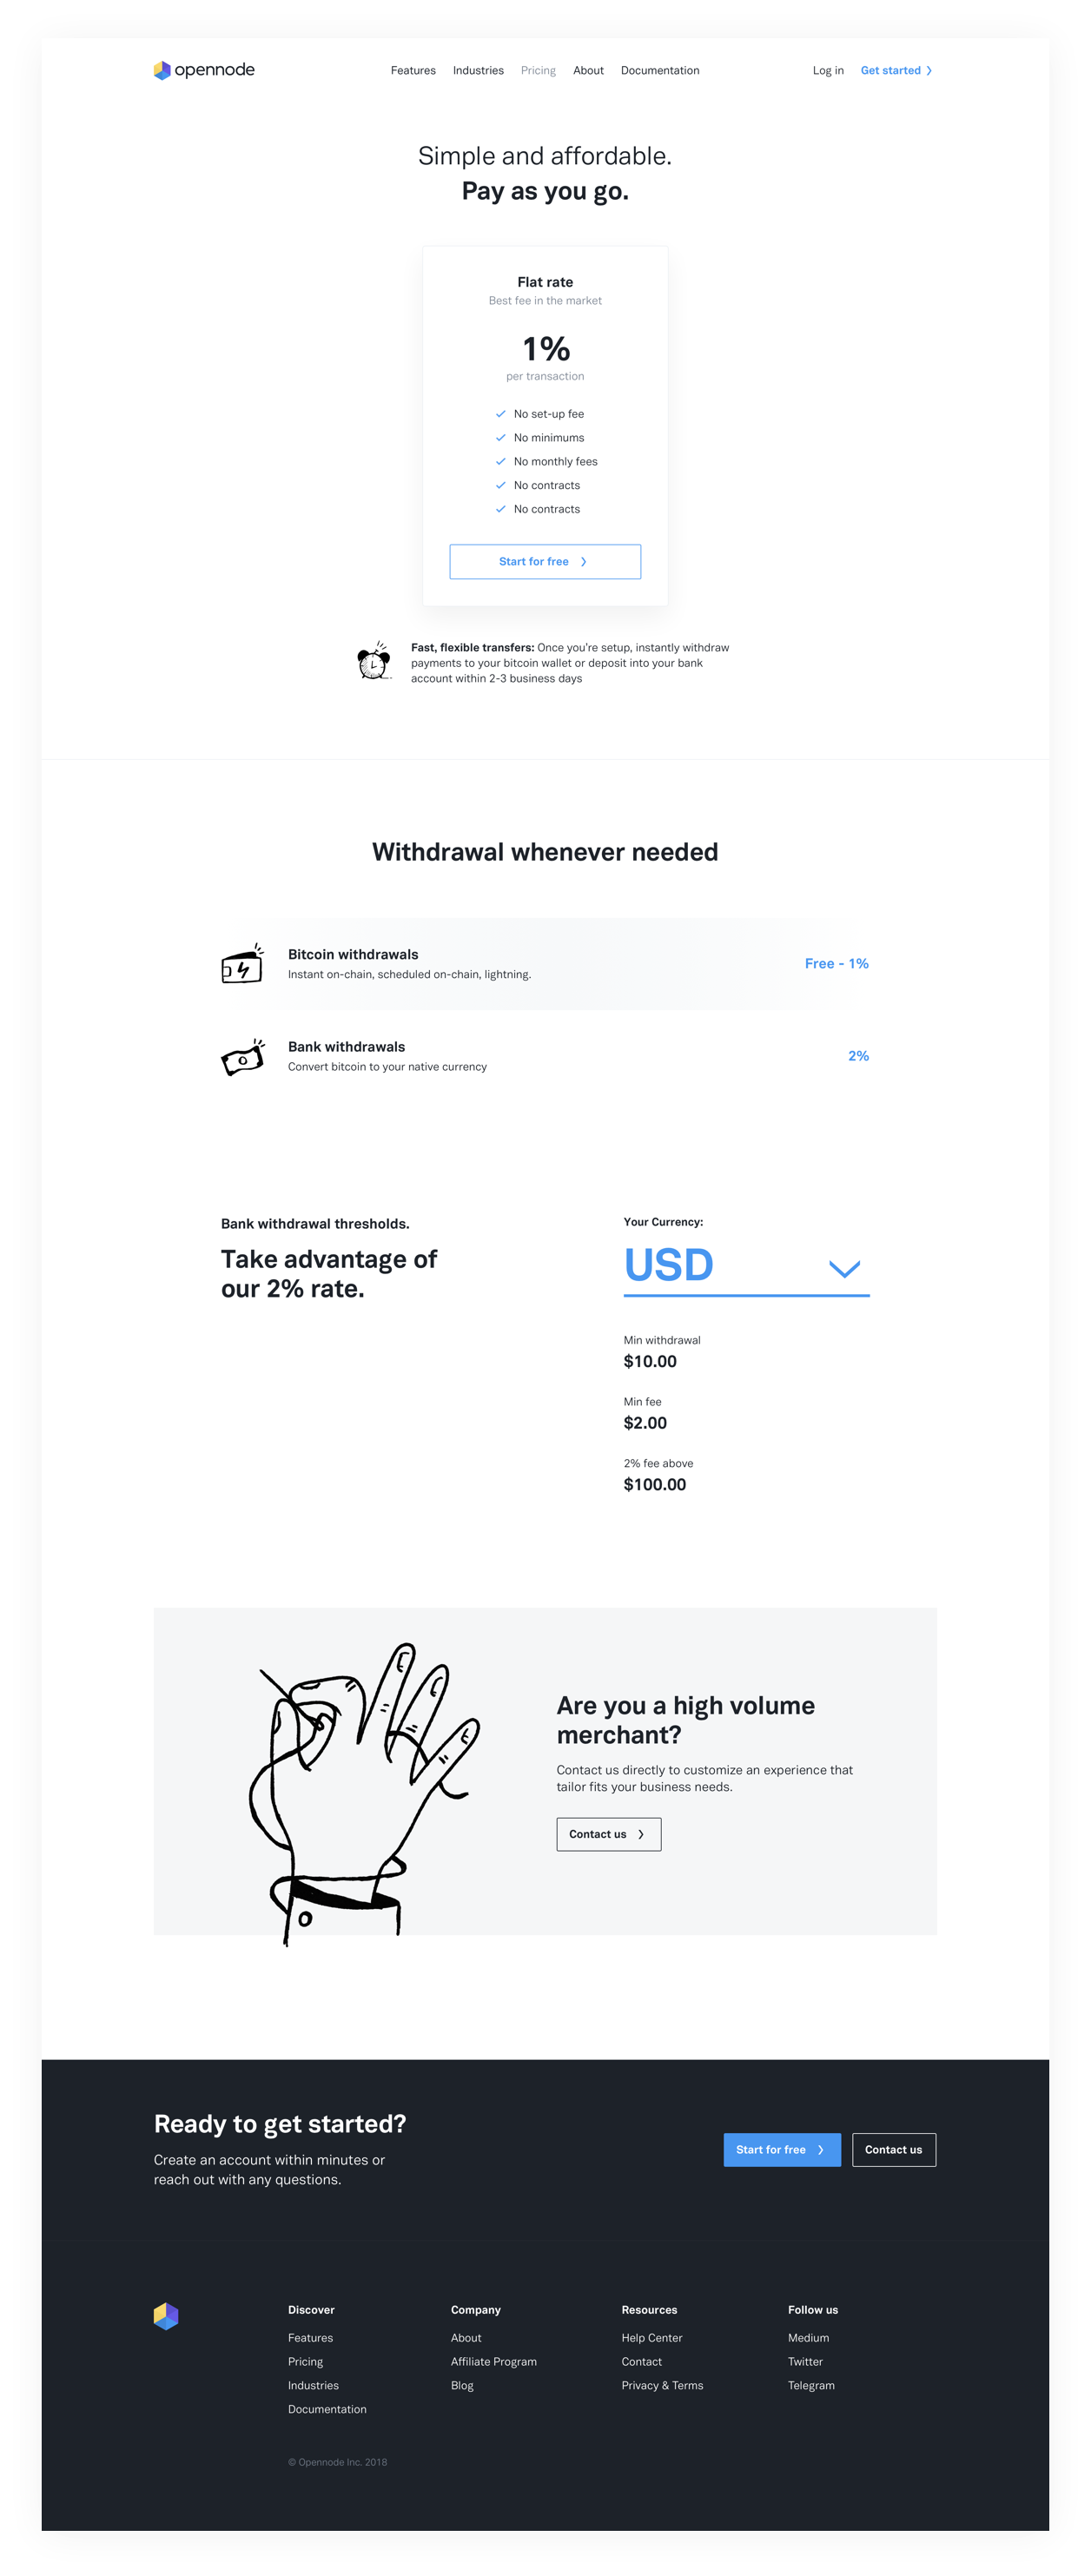 opennode
Features Industries Pricing About Documentation
Log in Get started
Simple and affordable.
Pay as you go.
Flat rate
Best fee in the market
1%
per transaction
No set-up fee
No minimums
No monthly fees
No contracts
No contracts
Start for free
Fast, flexible transfers: Once you're setup, instantly withdraw
payments to your bitcoin wallet or deposit into your bank
account within 2-3 business days
Withdrawal whenever needed
Bitcoin withdrawals
Instant on-chain, scheduled on-chain, lightning.
Free - 1%
Bank withdrawals
Convert bitcoin to your native currency
2%
Bank withdrawal thresholds.
Take advantage of
our 2% rate.
Your Currency:
USD
Min withdrawal
$10.00
Min fee
$2.00
2% fee above
$100.00
Are you a high volume
merchant?
Contact us directly to customize an experience that
tailor fits your business needs.
Contact us
Ready to get started?
Create an account within minutes or
reach out with any questions.
Start for free
Contact us
Discover
Features
Pricing
Industries
Documentation
Company
About
Affiliate Program
Blog
Resources
Help Center
Contact
Privacy & Terms
Follow us
Medium
Twitter
Telegram
© Opennode Inc. 2018